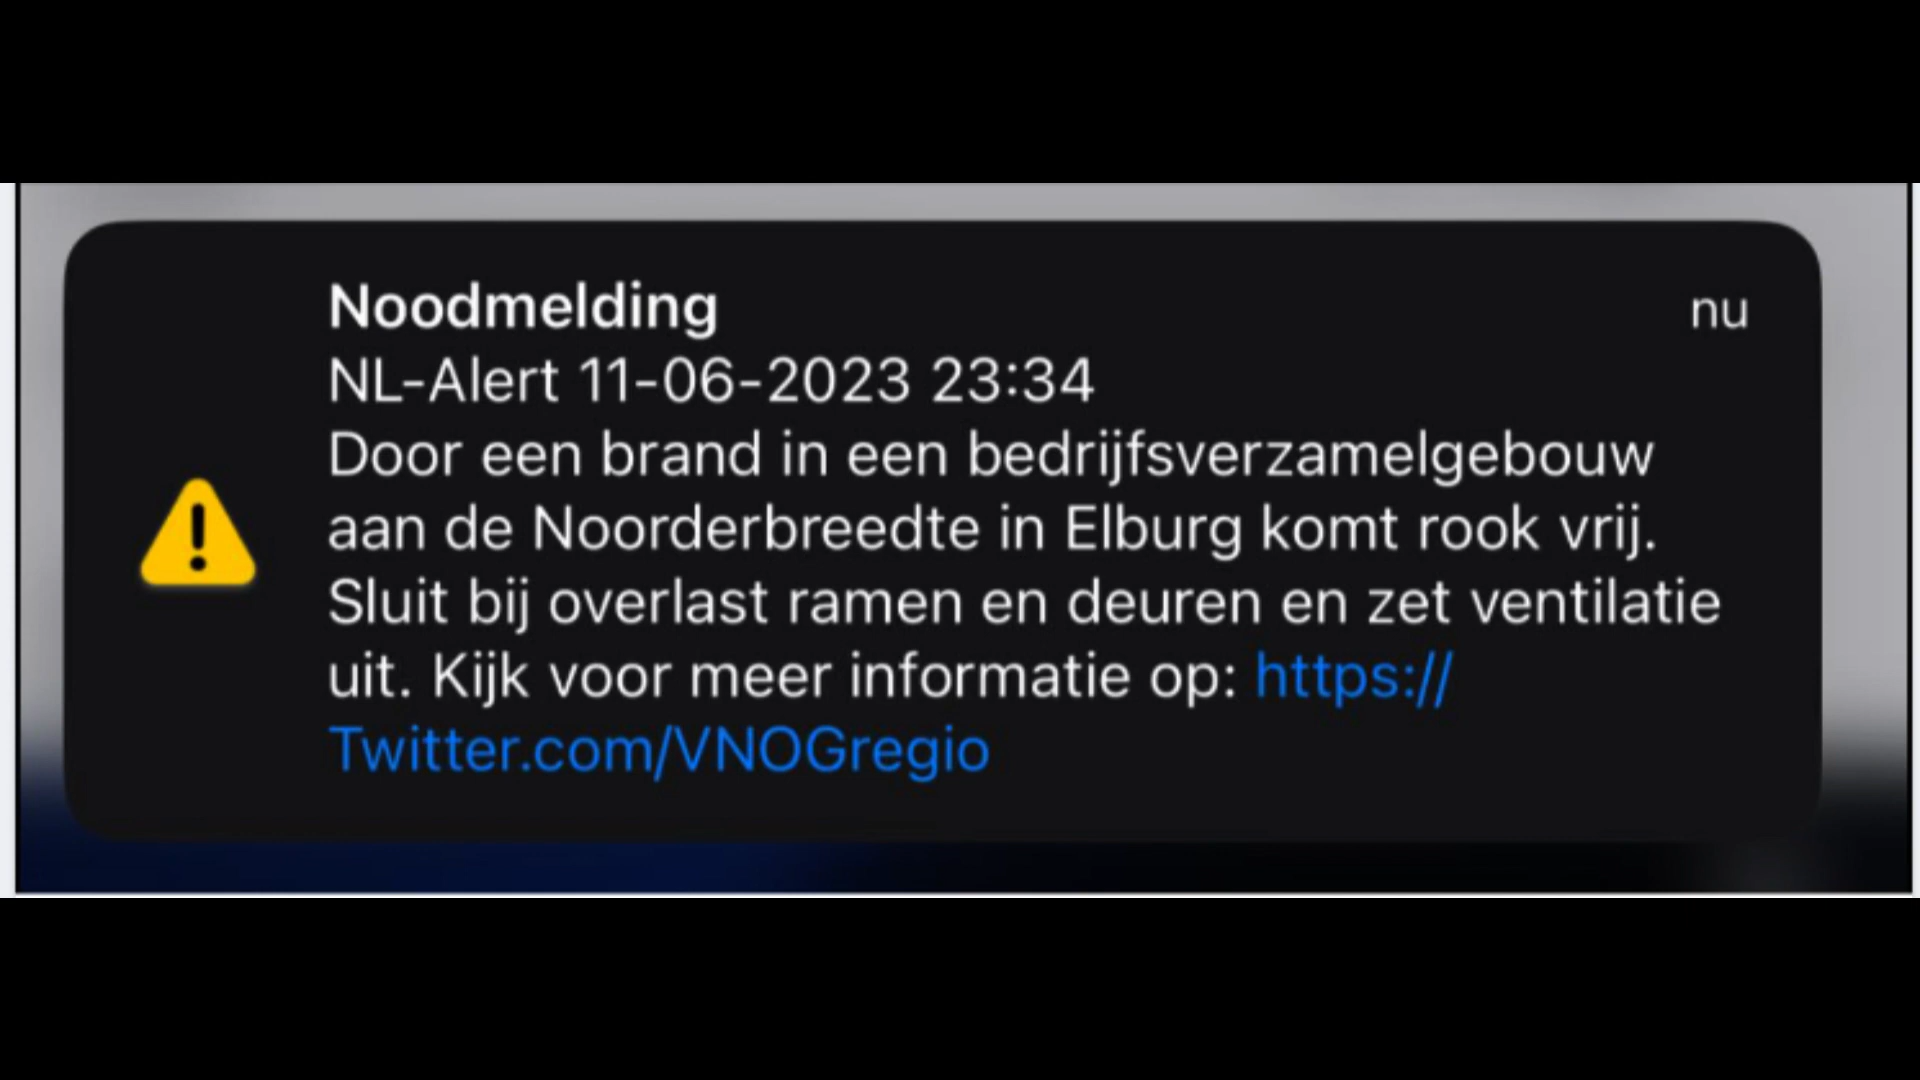 Noodmelding nu
NL-Alert 11-06-2023 23:34
Door een brand in een bedrijfsverzamelgebouw
aan de Noorderbreedte in Elburg komt rook vrij.
Sluit bij overlast ramen en deuren en zet ventilatie
uit. Kijk voor meer informatie op: https://
Twitter.com/VNOGregio